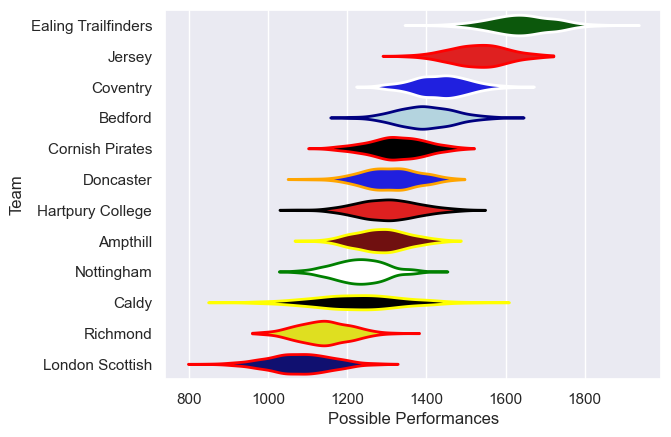 Ealing Trailfinders
Jersey
Coventry
Bedford
Cornish Pirates
Doncaster
Hartpury College
Ampthill
Nottingham
Caldy
Richmond
London Scottish
Team
800 1000 1200 1400 1600 1800
Possible Performances